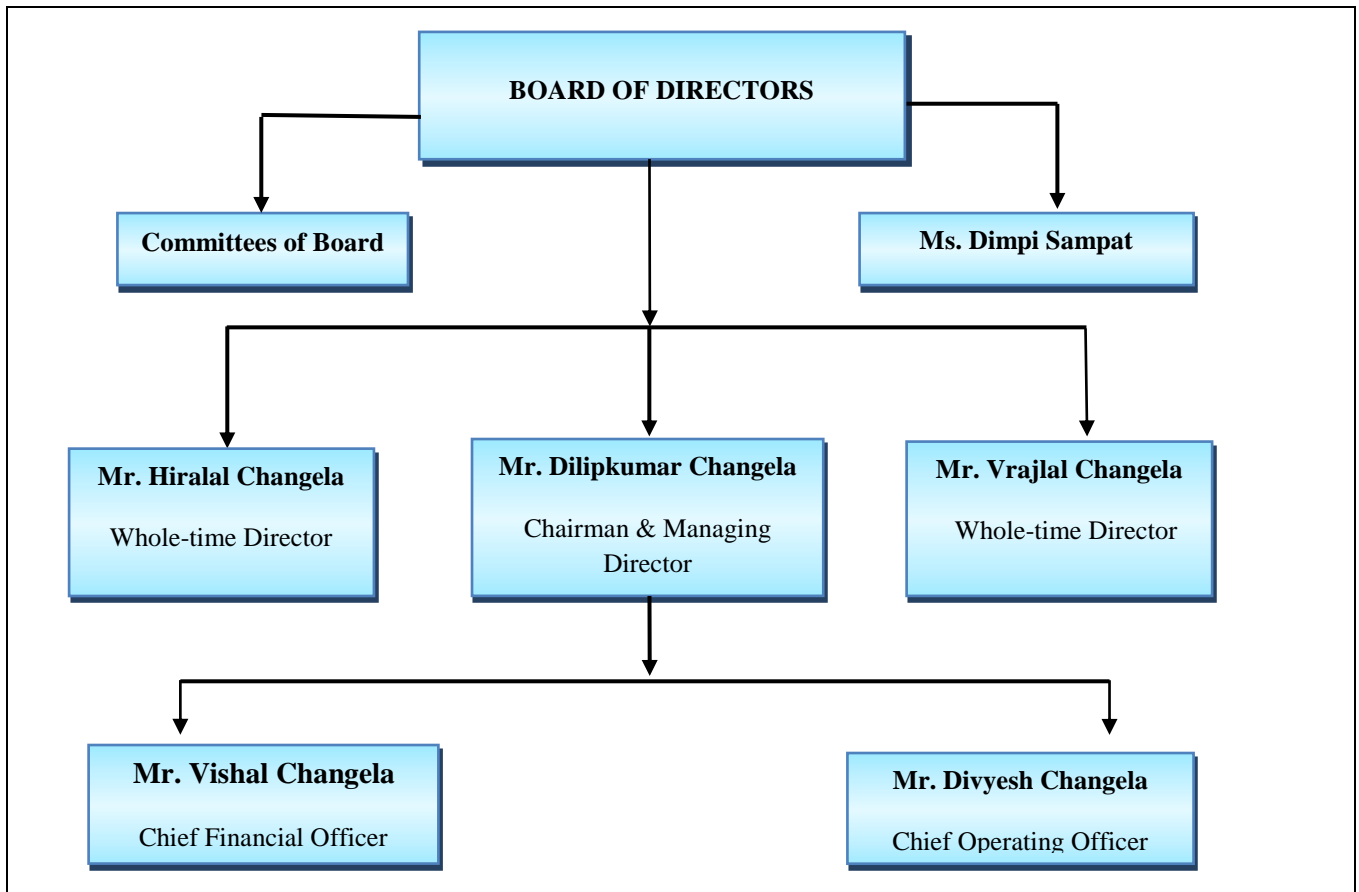 BOARD OF DIRECTORS
Committees of Board
Ms. Dimpi Sampat
Mr. Hiralal Changela
Whole-time Director
Mr. Dilipkumar Changela
Chairman & Managing
Director
Mr. Vrajlal Changela
Whole-time Director
Mr. Vishal Changela
Chief Financial Officer
Mr. Divyesh Changela
Chief Operating Officer